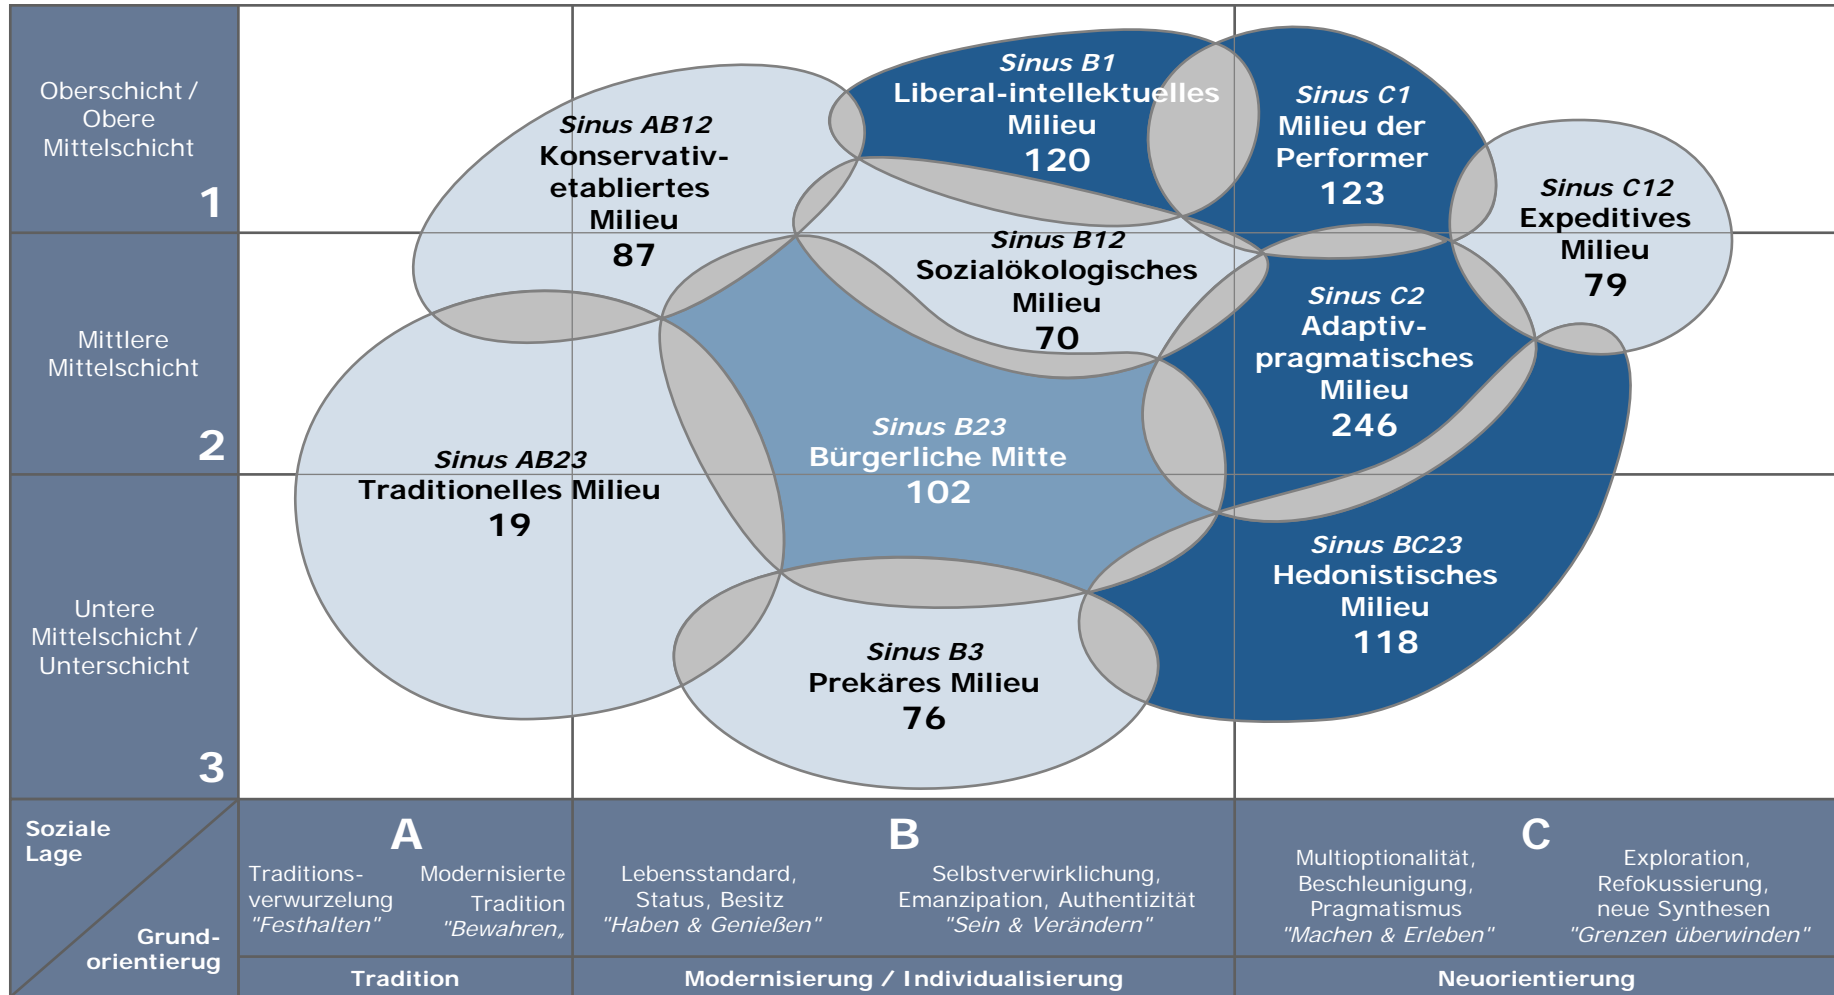 Oberschicht /
Obere
Mittelschicht
1
Mittlere
Mittelschicht
2
Untere
Mittelschicht /
Unterschicht
3
Sinus AB12
Konservativ-
etabliertes
Milieu
87
Sinus B1
Liberal-intellektuelles
Milieu
120
Sinus C1
Milieu der
Performer
123
Sinus C12
Expeditives
Milieu
79
Sinus B12
Sozialökologisches
Milieu
70
Sinus C2
Adaptiv-
pragmatisches
Milieu
246
Sinus AB23
Traditionelles Milieu
19
Sinus B23
Bürgerliche Mitte
102
Sinus BC23
Hedonistisches
Milieu
118
Sinus B3
Prekäres Milieu
76
Soziale
Lage
Grund-
orientierug
A
Traditions-
verwurzelung
"Festhalten"
Modernisierte
Tradition
"Bewahren„
B
Lebensstandard,
Status, Besitz
"Haben & Genießen"
Selbstverwirklichung,
Emanzipation, Authentizität
"Sein & Verändern"
C
Multioptionalität,
Beschleunigung,
Pragmatismus
"Machen & Erleben"
Exploration,
Refokussierung,
neue Synthesen
"Grenzen überwinden"
Tradition
Modernisierung / Individualisierung
Neuorientierung